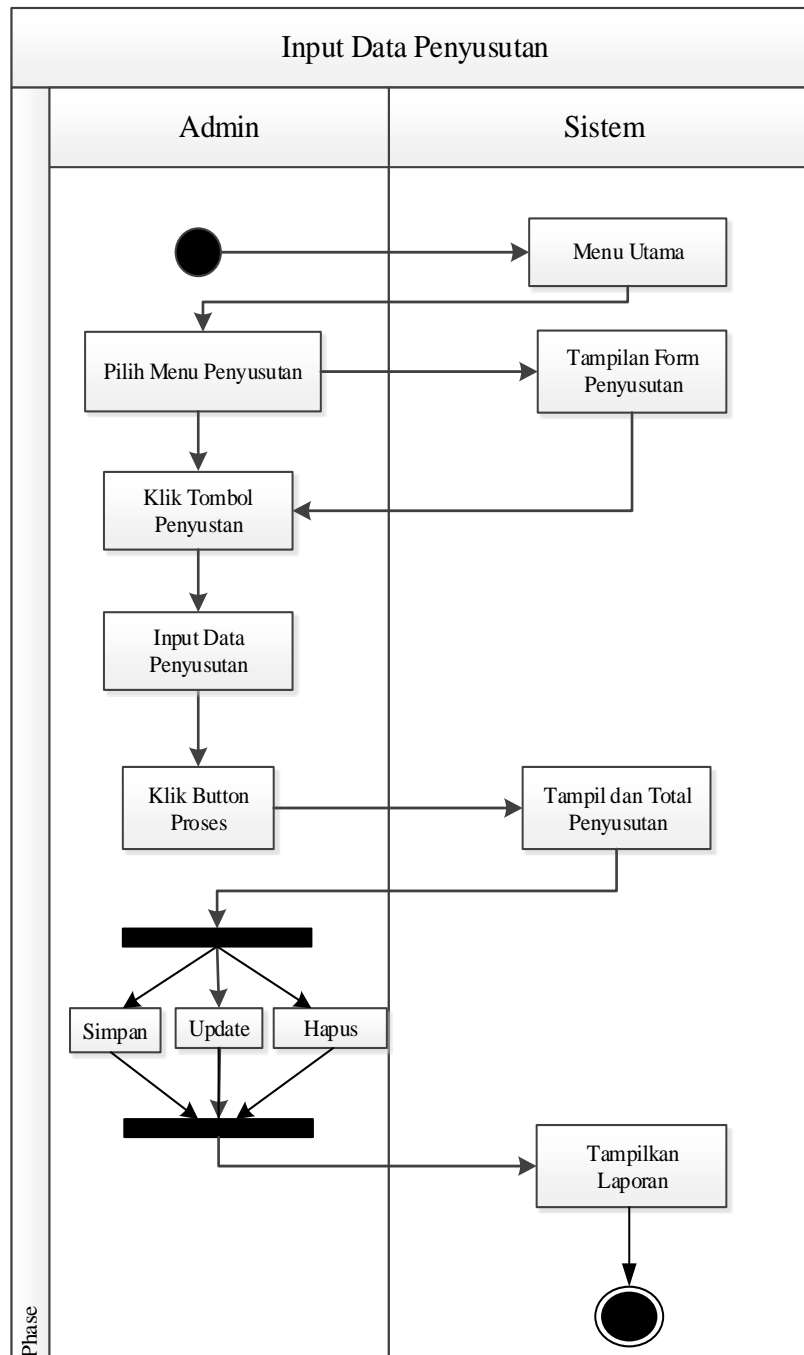 Input Data Penyusutan
Admin
Sistem
Menu Utama
Pilih Menu Penyusutan
Tampilan Form
Penyusutan
Klik Tombol
Penyustan
Input Data
Penyusutan
Klik Button
Proses
Tampil dan Total
Penyusutan
Simpan
Update
Hapus
Tampilkan
Laporan
Phase